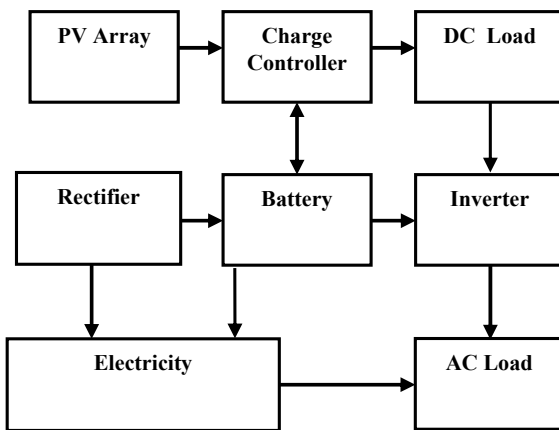 PV Array
Charge
Controller
DC Load
Rectifier
Battery
Inverter
Electricity
AC Load